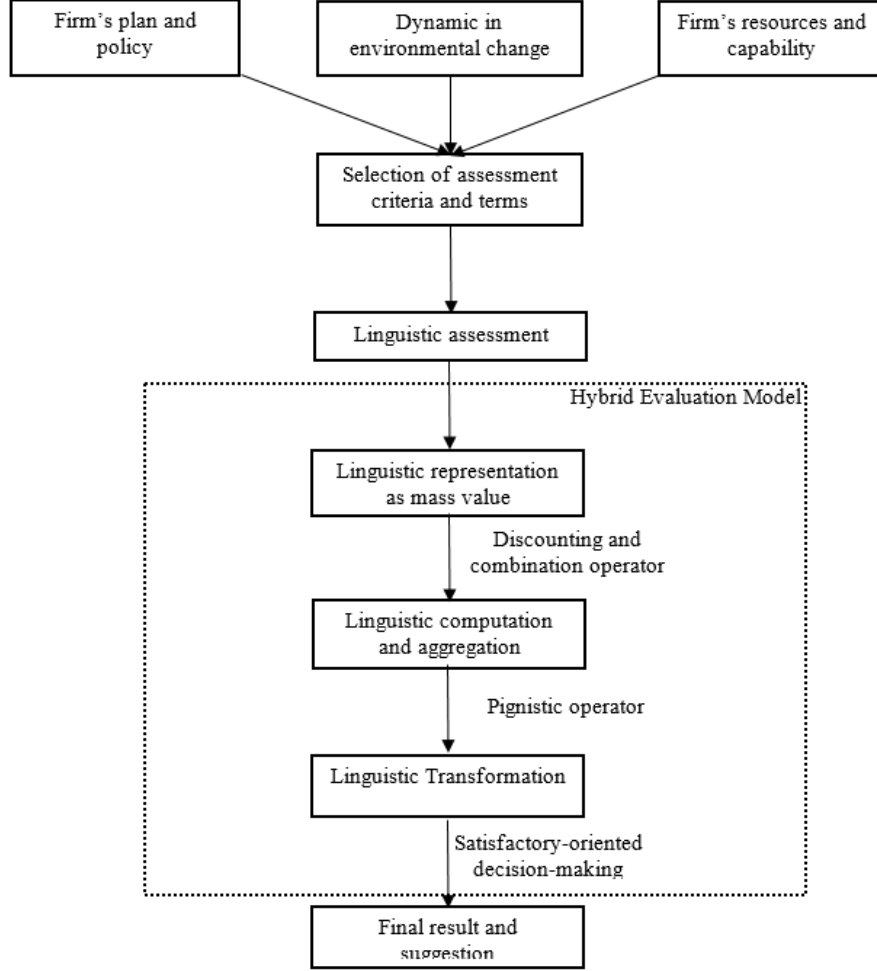 Firm’s plan and
policy
Dynamic in
environmental change
Firm’s resources and
capability
Selection of assessment
criteria and terms
Linguistic assessment
Hybrid Evaluation Model
Linguistic representation
as mass value
Discounting and
combination operator
Linguistic computation
and aggregation
Pignistic operator
Linguistic Transformation
Satisfactory-oriented
decision-making
Final result and
suggestion